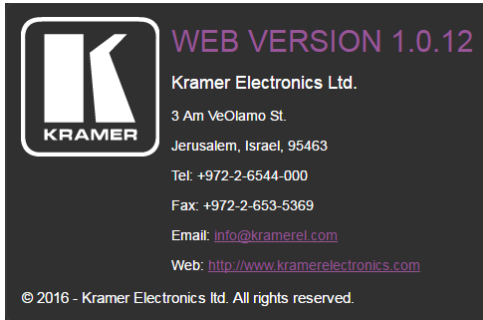 WEB VERSION 1.0.12
KRAMER
Kramer Electronics Ltd.
3 Am VeOlamo St.
Jerusalem, Israel, 95463
Tel: +972-2-6544-000
Fax: +972-2-653-5369
Email: info@kramerel.com
Web: http://www.kramerelectronics.com
© 2016 - Kramer Electronics ltd. All rights reserved.